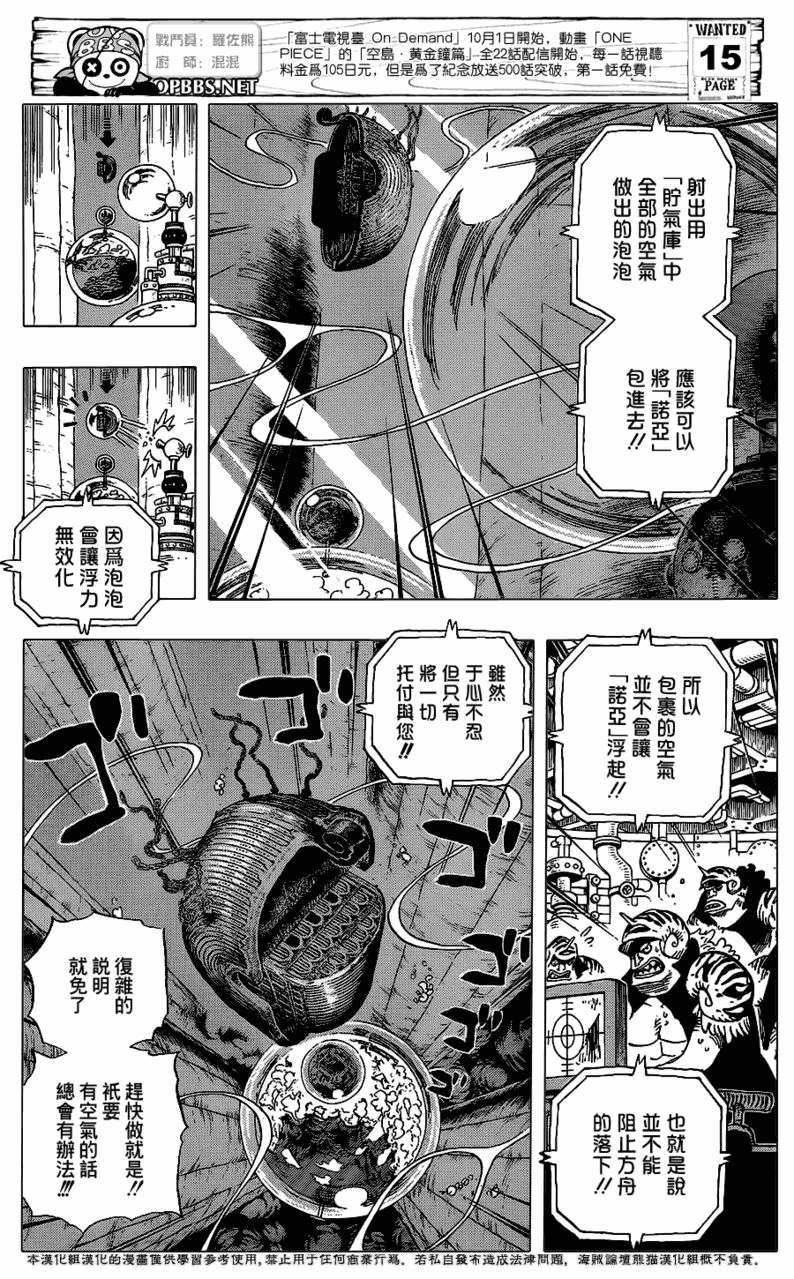 戰鬥員：羅佐熊
廚　師：混混
OPBBS.NET
「富士電視臺 On Demand」10月1日開始，動畫「ONE
PIECE」的「空島·黃金鐘篇」全22話配信開始，每一話視聽
料金爲105日元，但是爲了紀念放送500話突破，第一話免費！
WANTED
15
PAGE
射出用
「貯氣庫」中
全部的空氣
做出的泡泡
應該可以
將「諾亞」
包進去!!
因爲泡泡
會讓浮力
無效化
所以
包裹的空氣
並不會讓
「諾亞」浮起!!
也就是說
並不能
阻止方舟
的落下!!
雖然
于心不忍
但只有
將一切
托付與您!!
ゴゴゴゴゴ
復雜的
說明
就免了
趕快做就是!!
衹要
有空氣的話
總會有辦法!!!
本漢化組漢化的漫畫僅供學習參考使用，禁止用于任何商業行爲。若私自發布造成法律問題，海賊論壇熊猫漢化組概不負責。